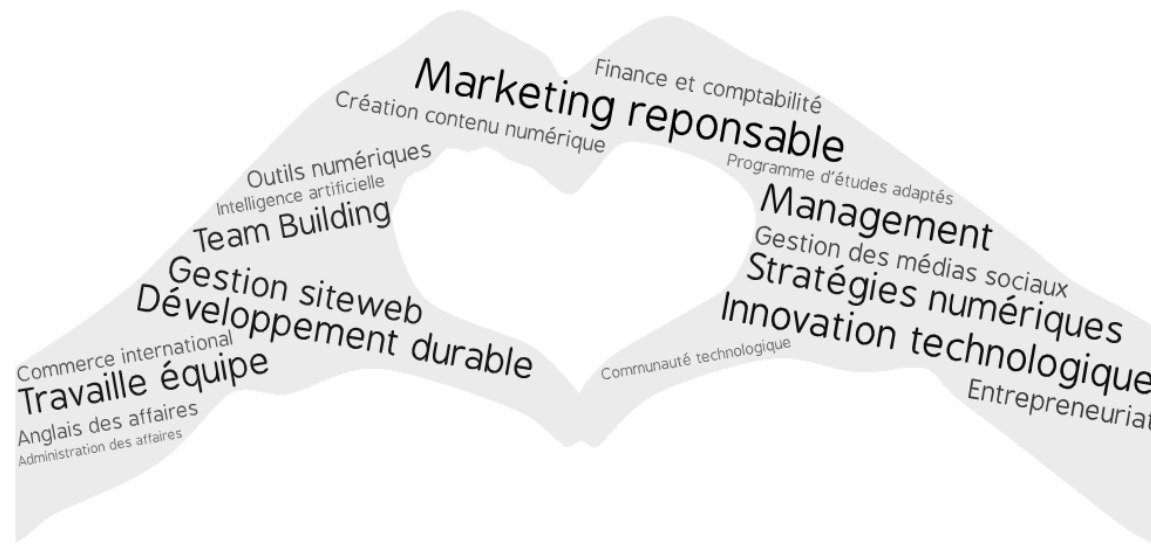 Marketing reponsable
Finance et comptabilité
Création contenu numérique
Outils numériques
Intelligence artificielle
Team Building
Gestion siteweb
Développement durable
Commerce international
Travaille équipe
Anglais des affaires
Administration des affaires
Programme d'études adaptés
Management
Gestion des médias sociaux
Stratégies numériques
Innovation technologique
Communauté technologique
Entrepreneuriat